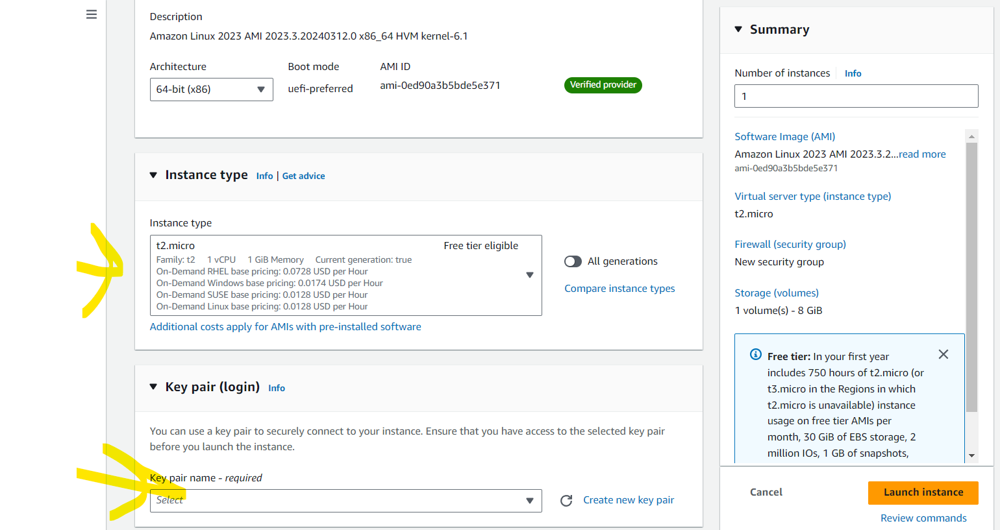 Description
Amazon Linux 2023 AMI 2023.3.20240312.0 x86_64 HVM kernel-6.1
Architecture
Boot mode
AMI ID
64-bit (x86)
uefi-preferred
ami-0ed90a3b5bde5e371
Verified provider
Instance type
Info | Get advice
Instance type
t2.micro
Free tier eligible
Family: t2 1 vCPU 1 GiB Memory Current generation: true
On-Demand RHEL base pricing: 0.0728 USD per Hour
On-Demand Windows base pricing: 0.0174 USD per Hour
On-Demand SUSE base pricing: 0.0128 USD per Hour
On-Demand Linux base pricing: 0.0128 USD per Hour
All generations
Compare instance types
Additional costs apply for AMIs with pre-installed software
Key pair (login)
Info
You can use a key pair to securely connect to your instance. Ensure that you have access to the selected key pair
before you launch the instance.
Key pair name - required
Select
Create new key pair
Summary
Number of instances
Info
1
Software Image (AMI)
Amazon Linux 2023 AMI 2023.3.2...read more
ami-0ed90a3b5bde5e371
Virtual server type (instance type)
t2.micro
Firewall (security group)
New security group
Storage (volumes)
1 volume(s) - 8 GiB
Free tier: In your first year
includes 750 hours of t2.micro (or
t3.micro in the Regions in which
t2.micro is unavailable) instance
usage on free tier AMIs per
month, 30 GiB of EBS storage, 2
million IOs, 1 GB of snapshots,
Cancel
Launch instance
Review commands